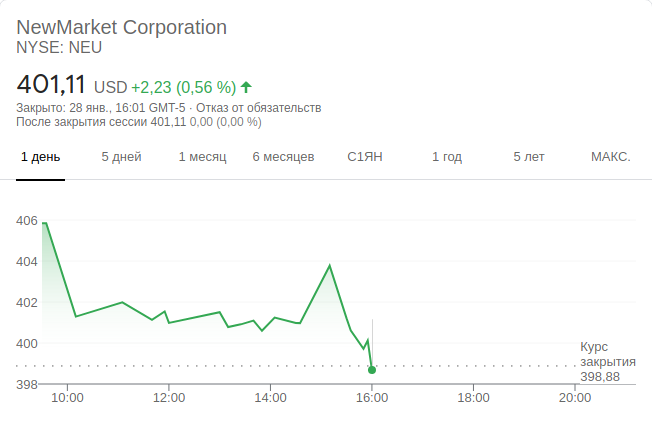 NewMarket Corporation
NYSE: NEU
401,11 USD +2,23 (0,56 %)
Закрыто: 28 янв., 16:01 GMT-5 · Отказ от обязательств
После закрытия сессии 401,11 0,00 (0,00 %)
1 день 5 дней 1 месяц 6 месяцев С1ЯН 1 год 5 лет МАКС.
406
404
402
400
398
Курс
закрытия
398,88
10:00 12:00 14:00 16:00 18:00 20:00